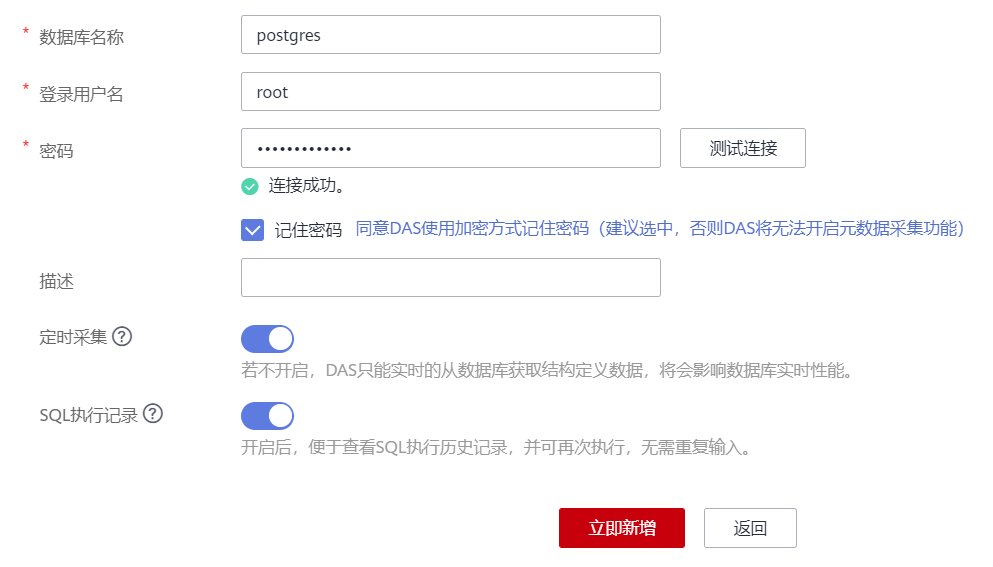 * 数据库名称 postgres
* 登录用户名 root
* 密码 ••••••••••••• 测试连接
连接成功。
记住密码 同意DAS使用加密方式记住密码（建议选中，否则DAS将无法开启元数据采集功能）
描述
定时采集 ?
若不开启，DAS只能实时的从数据库获取结构定义数据，将会影响数据库实时性能。
SQL执行记录 ?
开启后，便于查看SQL执行历史记录，并可再次执行，无需重复输入。
立即新增 返回